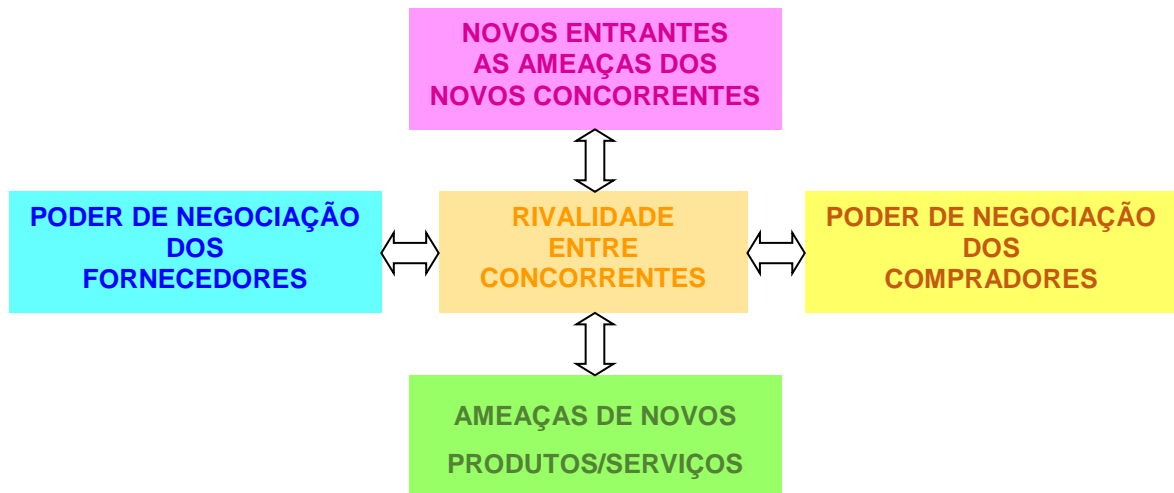 NOVOS ENTRANTES
AS AMEAÇAS DOS
NOVOS CONCORRENTES
PODER DE NEGOCIAÇÃO
DOS
FORNECEDORES
RIVALIDADE
ENTRE
CONCORRENTES
PODER DE NEGOCIAÇÃO
DOS
COMPRADORES
AMEAÇAS DE NOVOS
PRODUTOS/SERVIÇOS